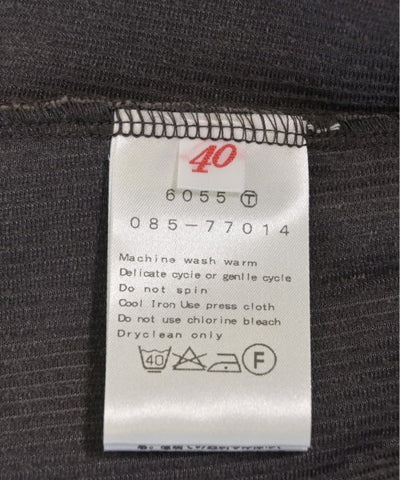 40
6055 Ⓣ
085-77014
Machine wash warm
Delicate cycle or genlle cycle
Do not spin
Cool Iron Use press cloth
Do not use chlorine bleach
Dryclean only
40 F